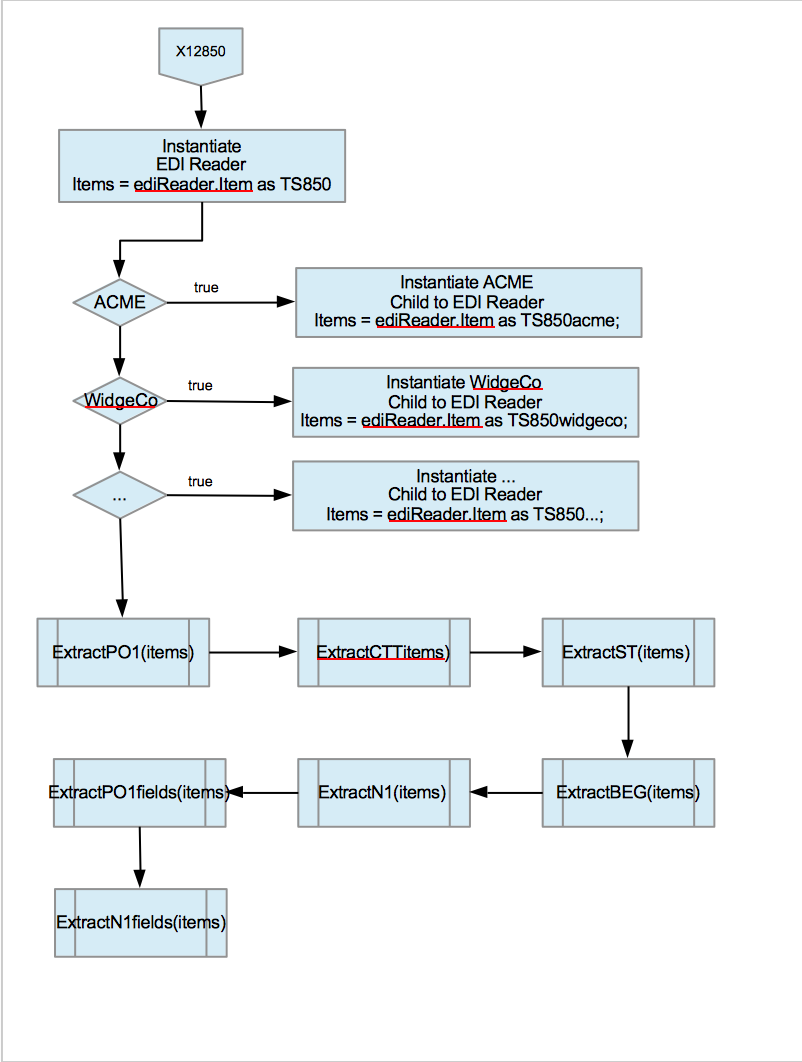 X12850
Instantiate
EDI Reader
Items = ediReader.Item as TS850
ACME
true
Instantiate ACME
Child to EDI Reader
Items = ediReader.Item as TS850acme;
WidgeCo
true
Instantiate WidgeCo
Child to EDI Reader
Items = ediReader.Item as TS850widgeco;
...
true
Instantiate ...
Child to EDI Reader
Items = ediReader.Item as TS850...;
ExtractPO1(items)
ExtractCTTitems)
ExtractST(items)
ExtractPO1fields(items)
ExtractN1(items)
ExtractBEG(items)
ExtractN1fields(items)